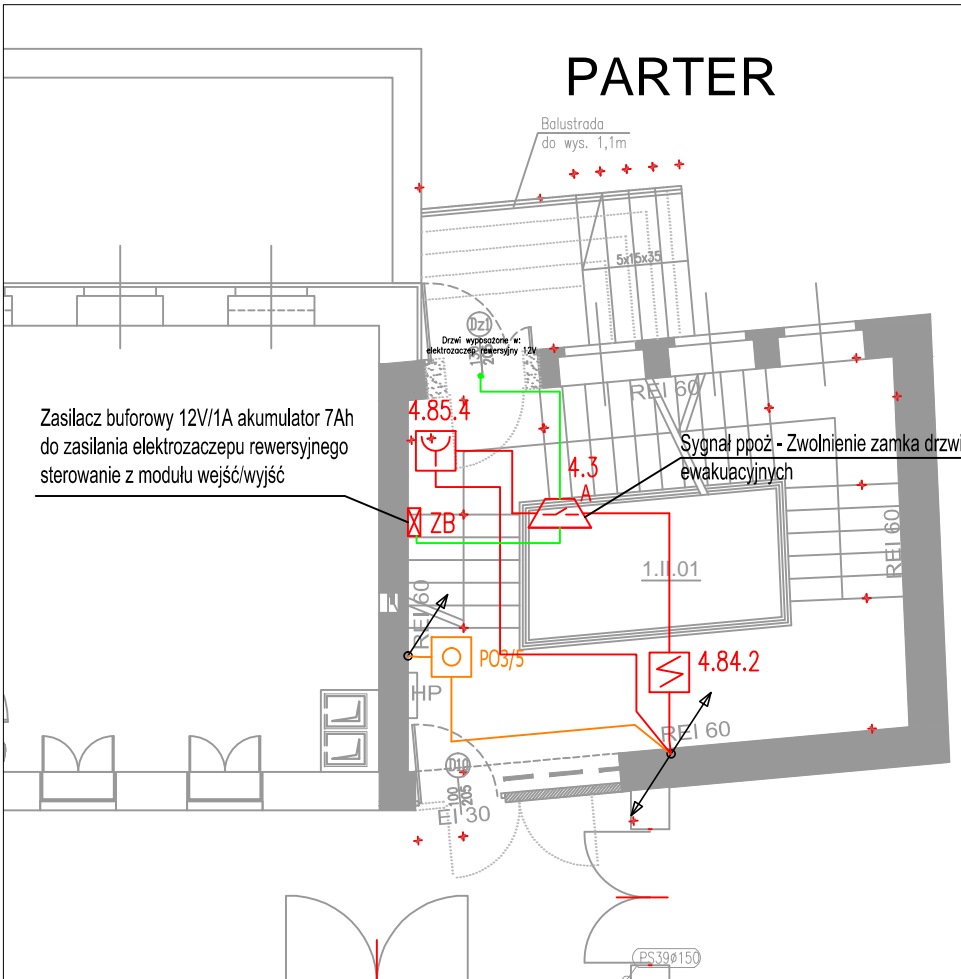 PARTER
Balustrada
do wys. 1,1m
5x15x35
Dz1
Drzwi wyposażone w:
elektrozaczep rewersyjny 12V
205
REI 60
Zasilacz buforowy 12V/1A akumulator 7Ah
do zasilania elektrozaczepu rewersyjnego
sterowanie z modułu wejść/wyjść
4.85.4
Sygnał ppoż - Zwolnienie zamka drzwi
ewakuacyjnych
4.3
A
ZB
REI 60
1.II.01
REI 60
PO3/5
4.84.2
HP
REI 60
D10
100
205
EI 30
PS39ø150